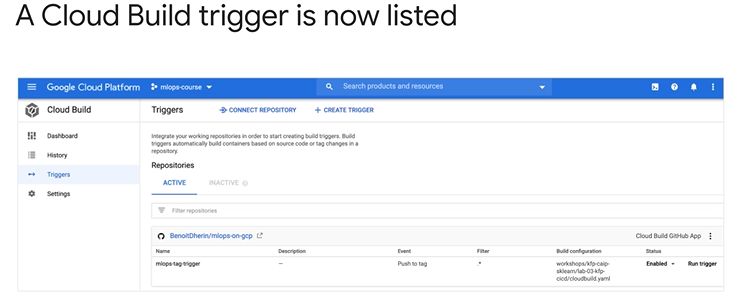 A Cloud Build trigger is now listed
Google Cloud Platform mlops-course Search products and resources
Cloud Build Triggers CONNECT REPOSITORY + CREATE TRIGGER
Dashboard
History
Triggers
Settings
Integrate your working repositories in order to start creating build triggers. Build
triggers automatically build containers based on source code or tag changes in a
repository.
Repositories
ACTIVE INACTIVE
Filter repositories
BenoitDherin/mlops-on-gcp Cloud Build GitHub App
Name Description Event Filter Build configuration Status
mlops-tag-trigger — Push to tag .* workshops/kfp-caip- Enabled Run trigger
sklearn/lab-03-kfp-
cicd/cloudbuild.yaml